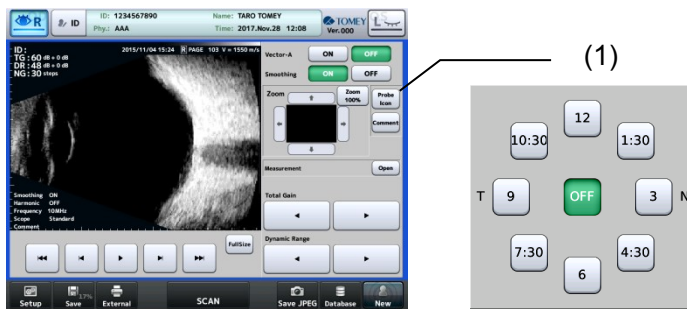 R
ID
ID: 1234567890
Name: TARO TOMEY
Phy.: AAA
Time: 2017.Nov.28 12:08
TOMEY
Ver.000
L
ID:
TG:60 dB + 0 dB
DR:48 dB + 0 dB
NG:30 steps
2015/11/04 15:24 R PAGE 103 V = 1550 m/s
Smoothing ON
Harmonic OFF
Frequency 10MHz
Scope Standard
Comment
Vector-A ON OFF
Smoothing ON OFF
Zoom
Zoom
100%
Probe
Icon
Comment
Measurement Open
Total Gain
Dynamic Range
FullSize
Setup
Save
17%
External
SCAN
Save JPEG
Database
New
(1)
12
10:30 1:30
T 9 OFF 3 N
7:30 4:30
6